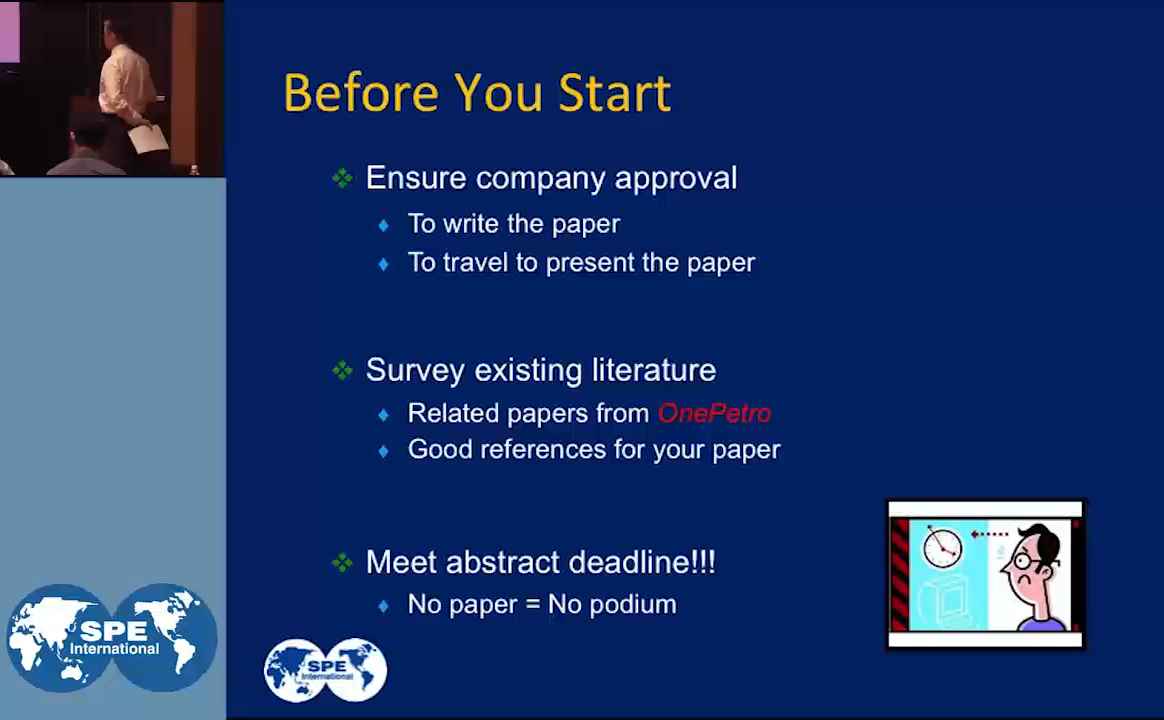 Before You Start
Ensure company approval
To write the paper
To travel to present the paper
Survey existing literature
Related papers from OnePetro
Good references for your paper
Meet abstract deadline!!!
No paper = No podium
SPE
International
SPE
International